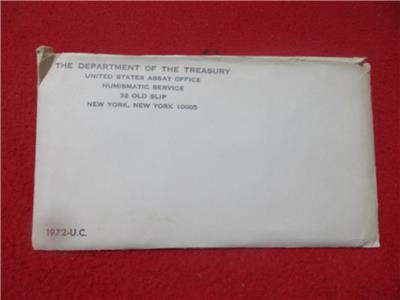 THE DEPARTMENT OF THE TREASURY
UNITED STATES ASSAY OFFICE
NUMISMATIC SERVICE
32 OLD SLIP
NEW YORK, NEW YORK 10005
1972-U.C.